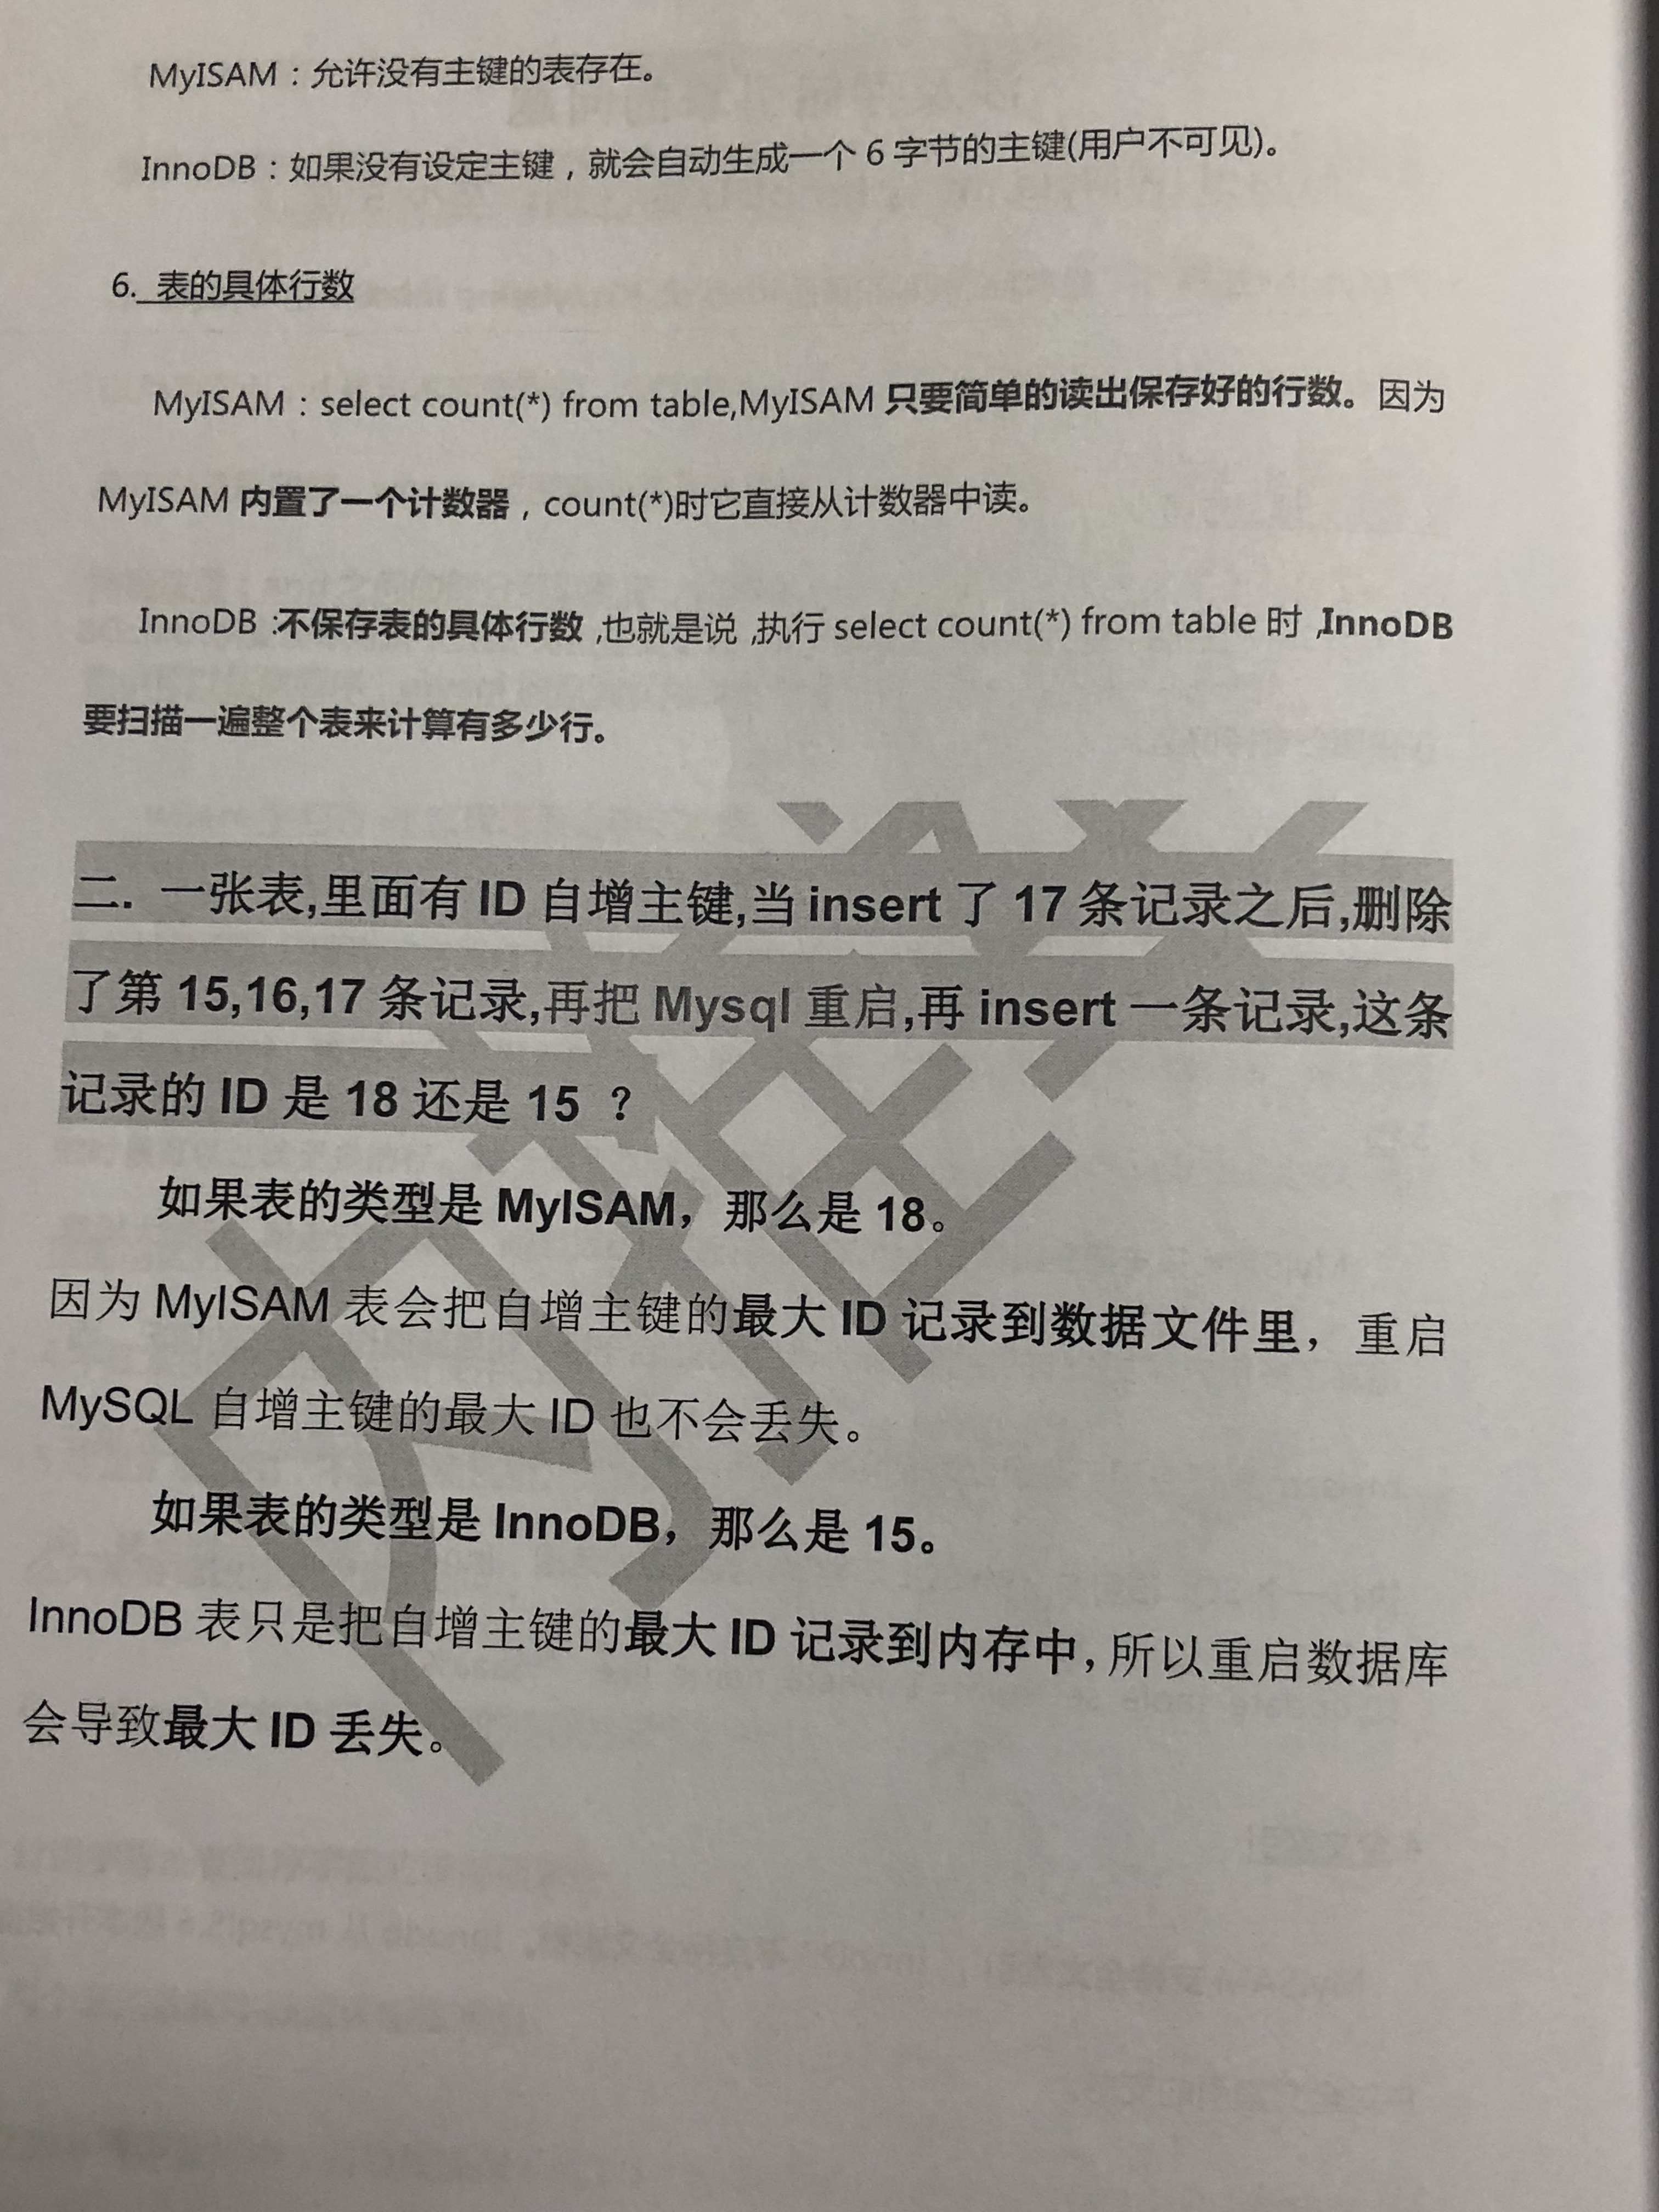 MyISAM：允许没有主键的表存在。
InnoDB：如果没有设定主键，就会自动生成一个 6 字节的主键(用户不可见)。
6. 表的具体行数
MyISAM：select count(*) from table,MyISAM 只要简单的读出保存好的行数。因为
MyISAM 内置了一个计数器，count(*)时它直接从计数器中读。
InnoDB：不保存表的具体行数，也就是说，执行 select count(*) from table 时，InnoDB
要扫描一遍整个表来计算有多少行。
二. 一张表,里面有 ID 自增主键,当 insert 了 17 条记录之后,删除
了第 15,16,17 条记录,再把 Mysql 重启,再 insert 一条记录,这条
记录的 ID 是 18 还是 15 ？
如果表的类型是 MyISAM，那么是 18。
因为 MyISAM 表会把自增主键的最大 ID 记录到数据文件里，重启
MySQL 自增主键的最大 ID 也不会丢失。
如果表的类型是 InnoDB，那么是 15。
InnoDB 表只是把自增主键的最大 ID 记录到内存中，所以重启数据库
会导致最大 ID 丢失。